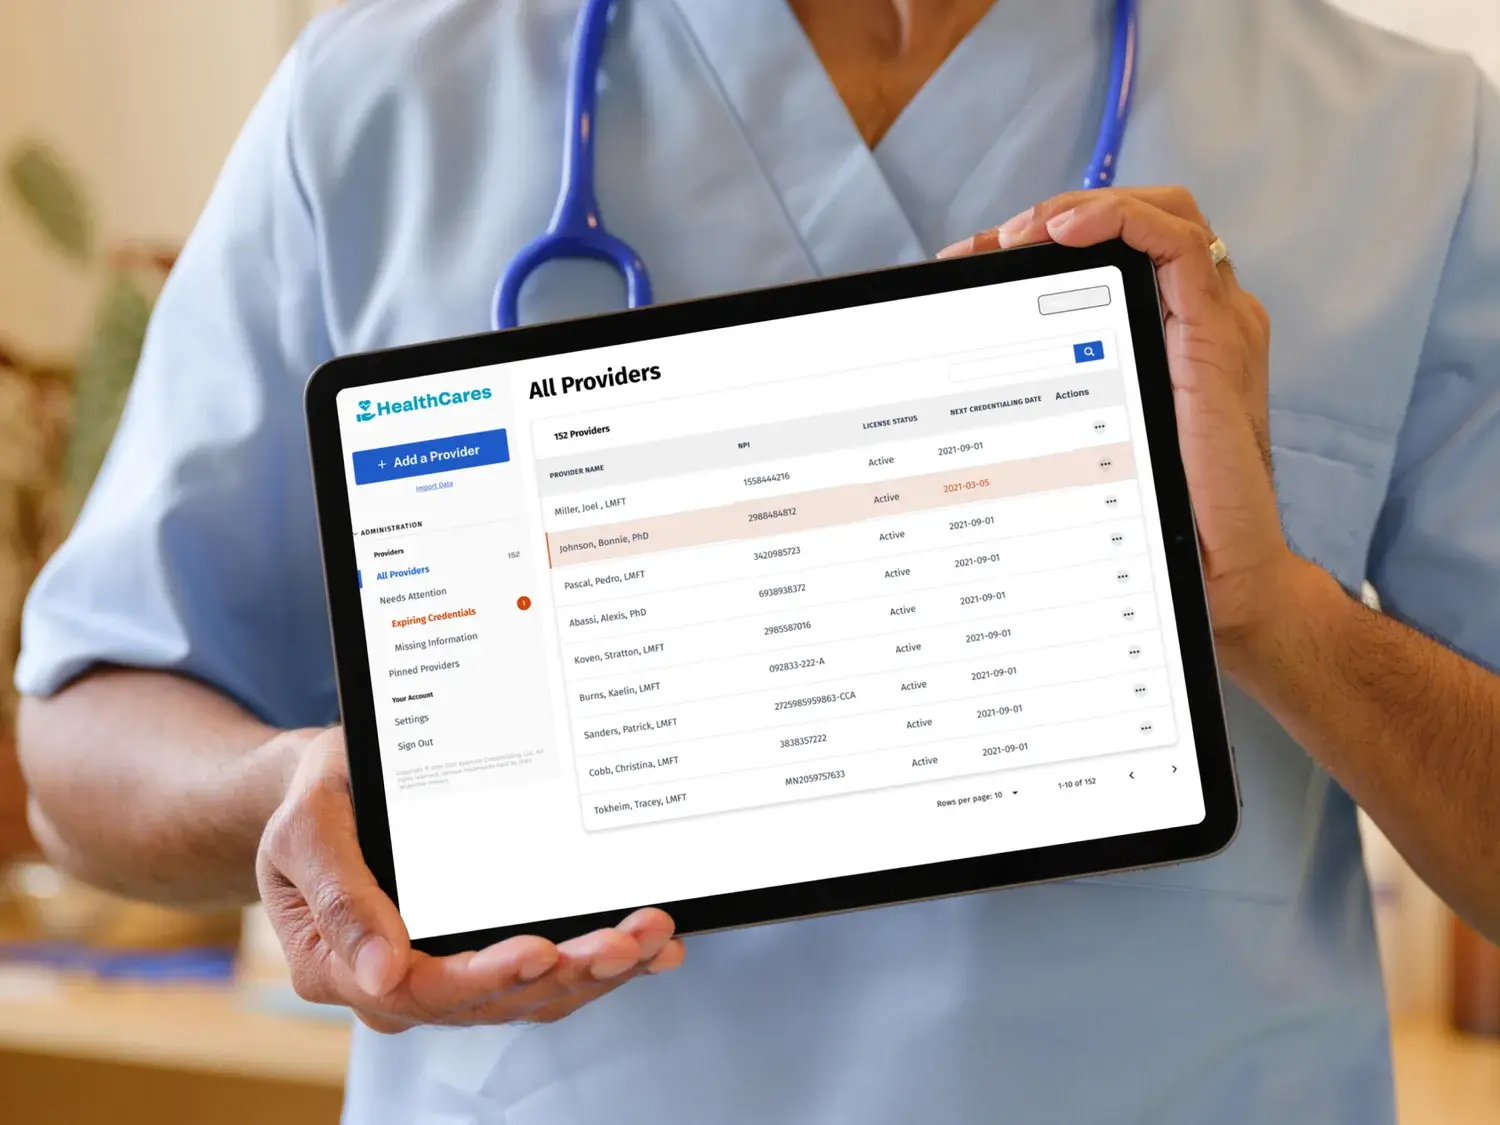 HealthCares
+ Add a Provider
Import Data
ADMINISTRATION
Providers
152
All Providers
Needs Attention
Expiring Credentials
!
Missing Information
Pinned Providers
Your Account
Settings
Sign Out
All Providers
152 Providers
PROVIDER NAME NPI LICENSE STATUS NEXT CREDENTIALING DATE Actions
Miller, Joel , LMFT 1558444216 Active 2021-09-01
Johnson, Bonnie, PhD 2988484812 Active 2021-03-05
Pascal, Pedro, LMFT 3420985723 Active 2021-09-01
Abassi, Alexis, PhD 6938938372 Active 2021-09-01
Koven, Stratton, LMFT 2985587016 Active 2021-09-01
Burns, Kaelin, LMFT 092833-222-A Active 2021-09-01
Sanders, Patrick, LMFT 2725985959863-CCA Active 2021-09-01
Cobb, Christina, LMFT 3838357222 Active 2021-09-01
Tokheim, Tracey, LMFT MN2059757633 Active 2021-09-01
Rows per page: 10 1-10 of 152